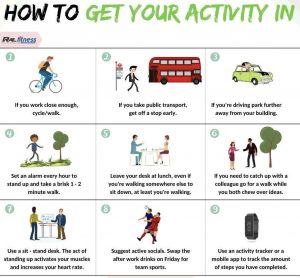 HOW TO GET YOUR ACTIVITY IN
1
2
3
If you work close enough,
cycle/walk.
If you take public transport,
get off a stop early.
If you're driving park further
away from your building.
4
5
6
Set an alarm every hour to
stand up and take a brisk 1 - 2
minute walk.
Leave your desk at lunch, even if
you're walking somewhere else to sit
down, at least you're walking.
If you need to catch up with a
colleague go for a walk while
you both chew over ideas.
7
8
9
Use a sit - stand desk. The act of
standing up activates your muscles
and increases your heart rate.
Suggest active socials. Swap the
after work drinks on Friday for
team sports.
Use an activity tracker or a
mobile app to track the amount
of steps you have completed.